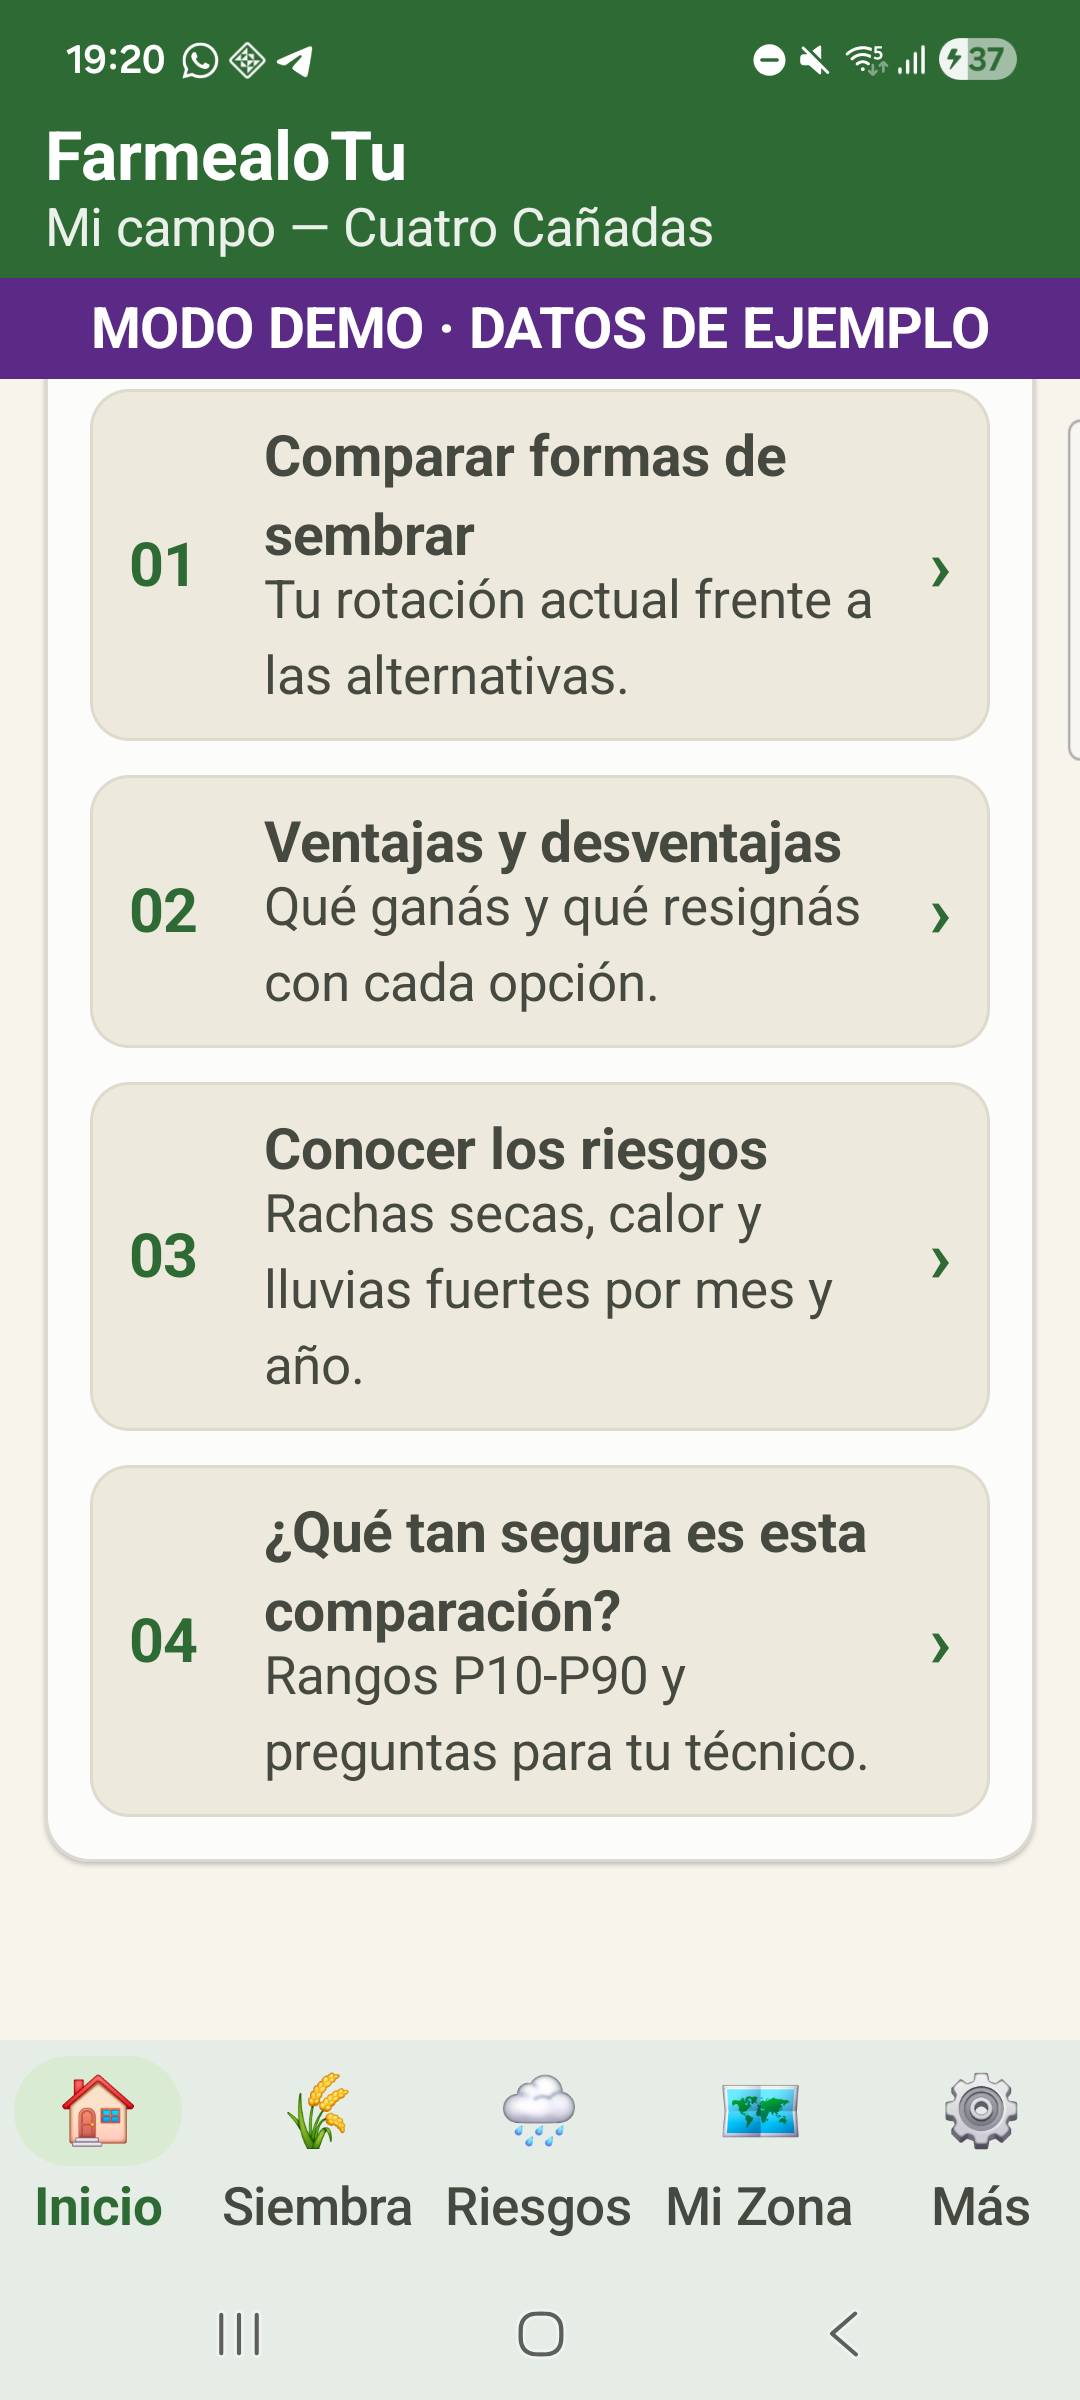 19:20
5
37
FarmealoTu
Mi campo — Cuatro Cañadas
MODO DEMO · DATOS DE EJEMPLO
01
Comparar formas de
sembrar
Tu rotación actual frente a
las alternativas.
›
02
Ventajas y desventajas
Qué ganás y qué resignás
con cada opción.
›
03
Conocer los riesgos
Rachas secas, calor y
lluvias fuertes por mes y
año.
›
04
¿Qué tan segura es esta
comparación?
Rangos P10-P90 y
preguntas para tu técnico.
›
Inicio
Siembra
Riesgos
Mi Zona
Más